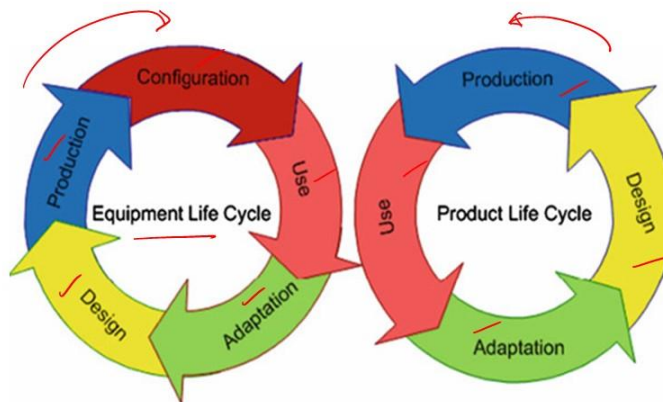 Configuration
Use
Adaptation
Design
Production
Equipment Life Cycle
Production
Use
Adaptation
Design
Product Life Cycle